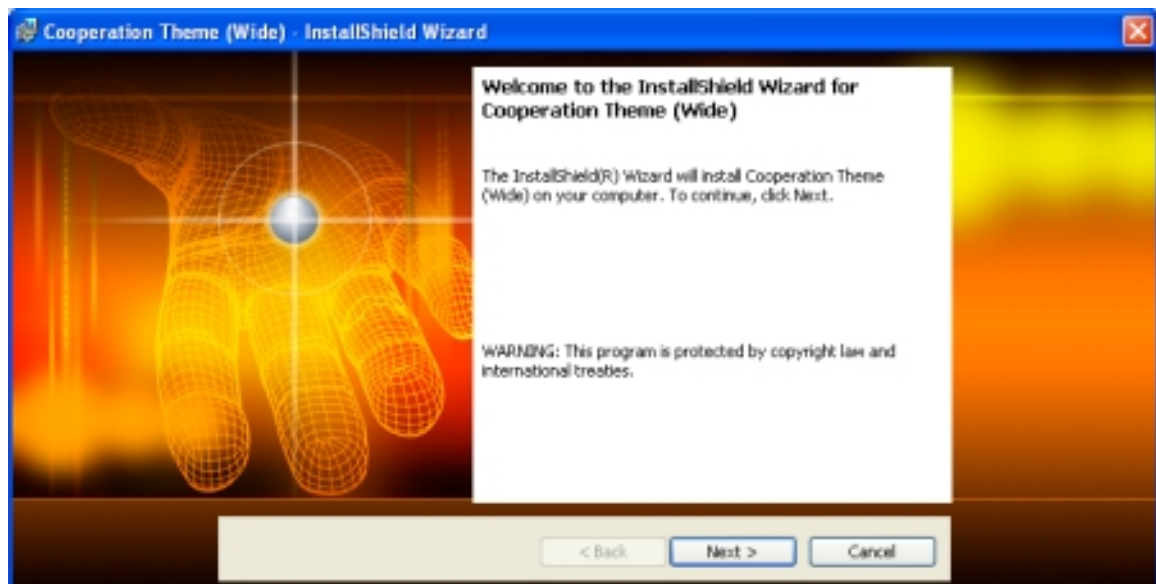 Cooperation Theme (Wide) - InstallShield Wizard
Welcome to the InstallShield Wizard for
Cooperation Theme (Wide)
The InstallShield(R) Wizard will install Cooperation Theme
(Wide) on your computer. To continue, click Next.
WARNING: This program is protected by copyright law and
international treaties.
< Back
Next >
Cancel